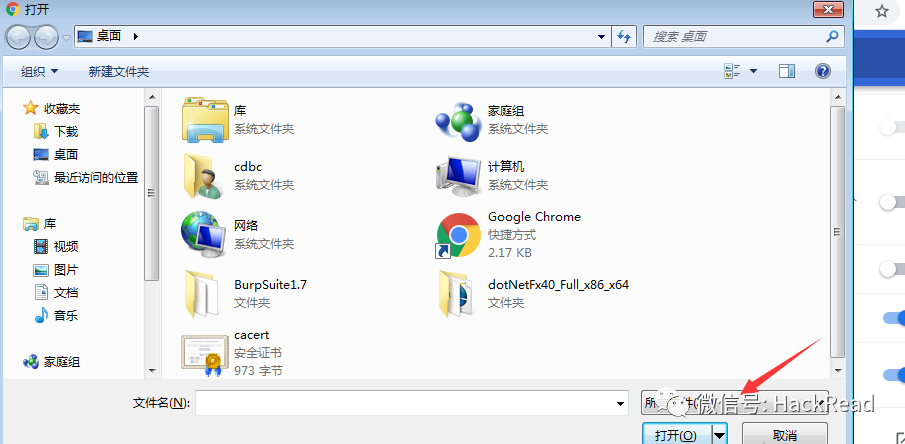 打开
桌面
搜索 桌面
组织
新建文件夹
收藏夹
下载
桌面
最近访问的位置
库
视频
图片
文档
音乐
家庭组
库
系统文件夹
家庭组
系统文件夹
cdbc
系统文件夹
计算机
系统文件夹
网络
系统文件夹
Google Chrome
快捷方式
2.17 KB
BurpSuite1.7
文件夹
dotNetFx40_Full_x86_x64
文件夹
cacert
安全证书
973 字节
文件名(N):
微信号: HackRead
打开(O)
取消